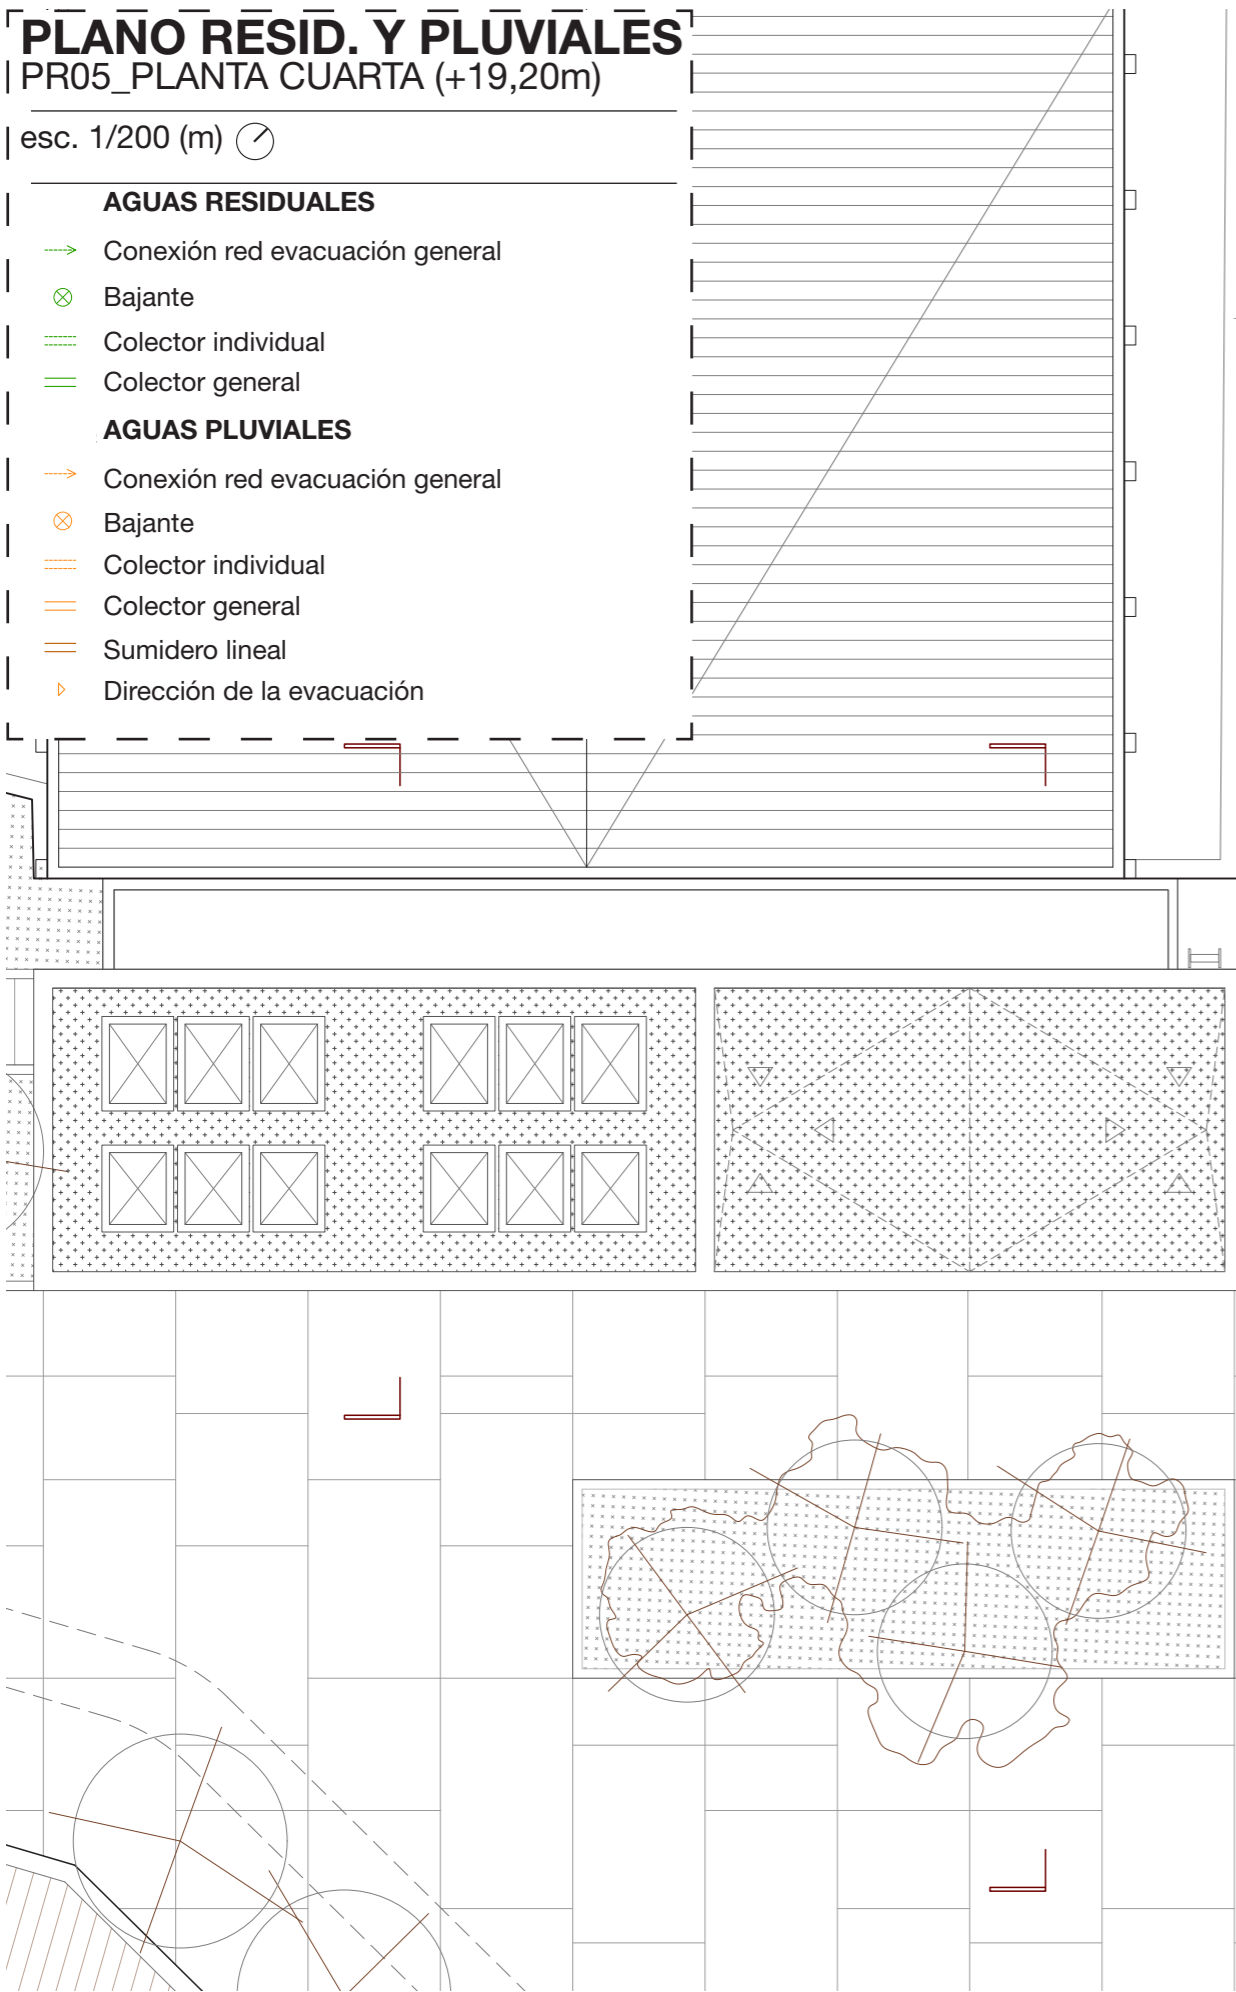 PLANO RESID. Y PLUVIALES
PR05_PLANTA CUARTA (+19,20m)
esc. 1/200 (m)
AGUAS RESIDUALES
Conexión red evacuación general
Bajante
Colector individual
Colector general
AGUAS PLUVIALES
Conexión red evacuación general
Bajante
Colector individual
Colector general
Sumidero lineal
Dirección de la evacuación